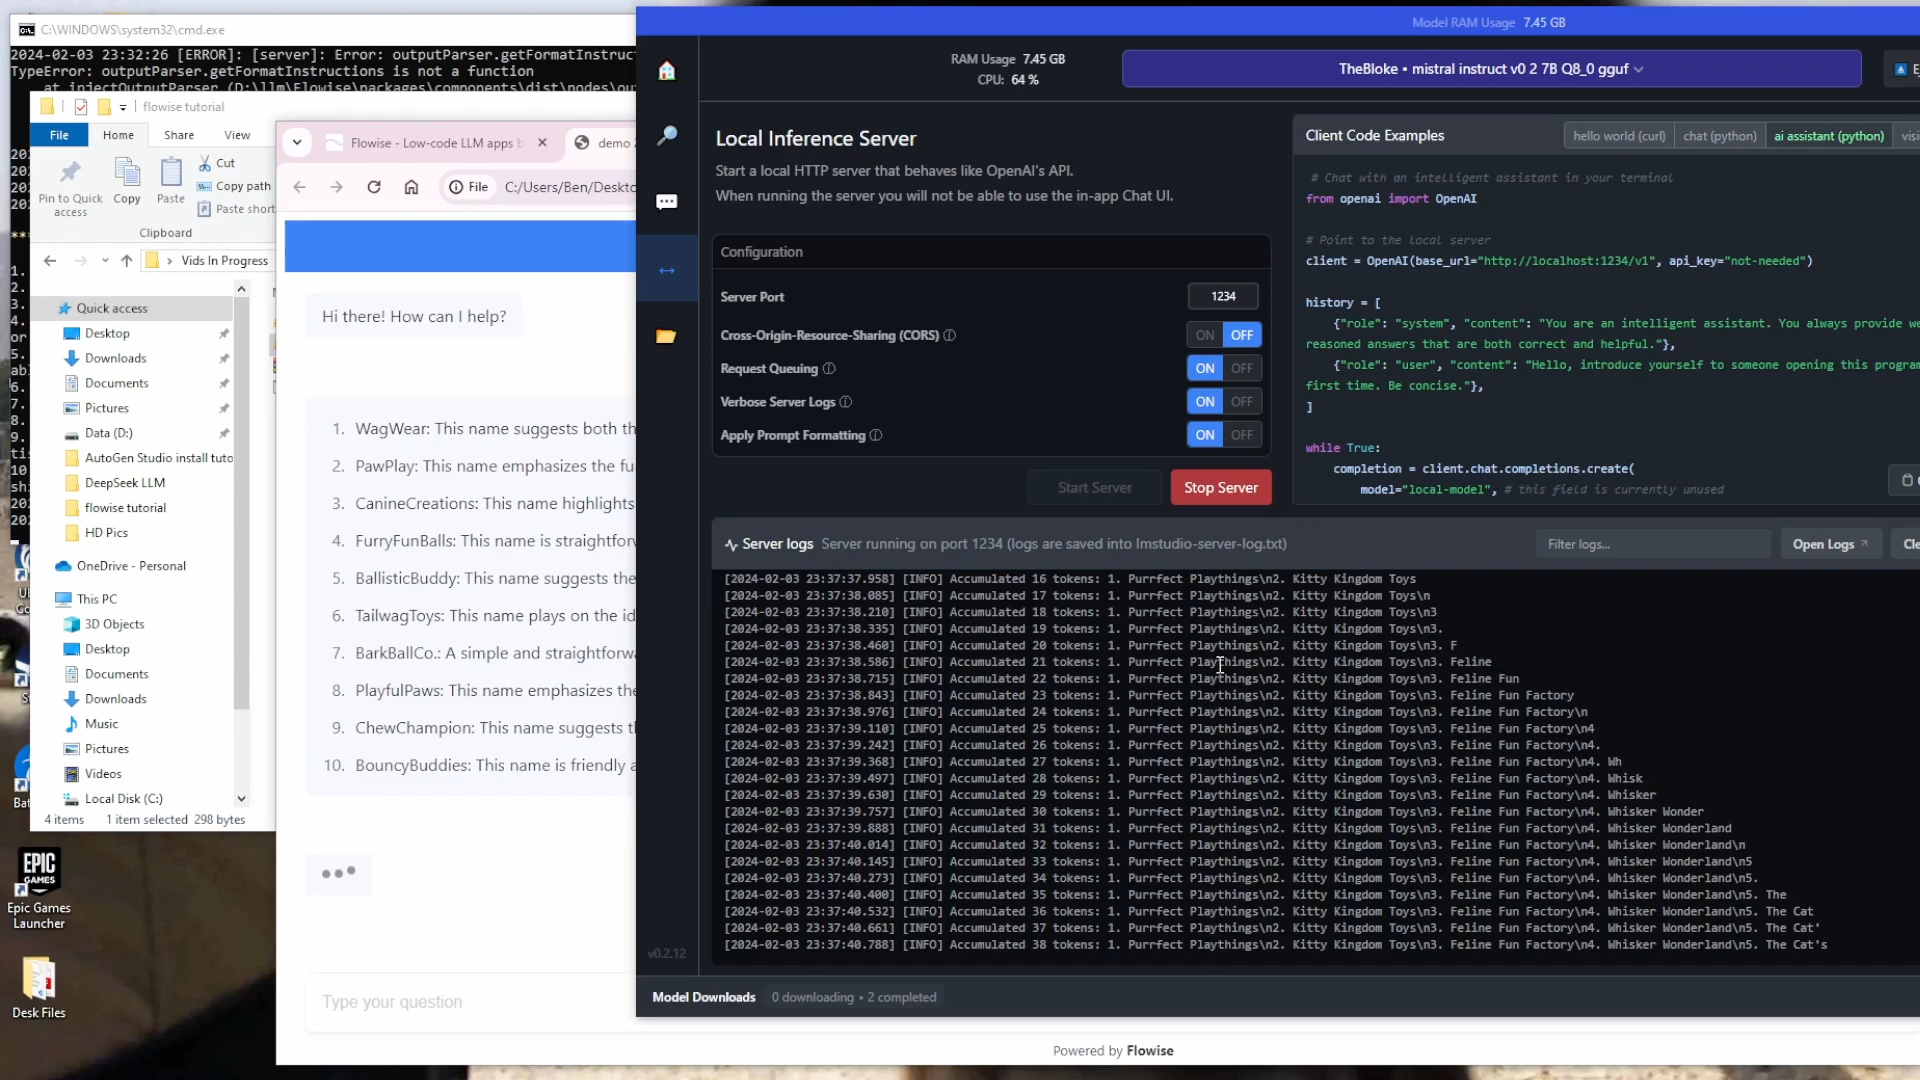 C:\WINDOWS\system32\cmd.exe
2024-02-03 23:32:26 [ERROR]: [server]: Error: outputParser.getFormatInstruc
TypeError: outputParser.getFormatInstructions is not a function
at injectOutputParser (D:\llm\Flowise\packages\components\dist\nodes\ou
flowise tutorial
File
Home
Share
View
Pin to Quick access
Copy
Paste
Cut
Copy path
Paste short
Clipboard
Vids In Progress
Quick access
Desktop
Downloads
Documents
Pictures
Data (D:)
AutoGen Studio install tuto
DeepSeek LLM
flowise tutorial
HD Pics
OneDrive - Personal
This PC
3D Objects
Desktop
Documents
Downloads
Music
Pictures
Videos
Local Disk (C:)
4 items 1 item selected 298 bytes
EPIC GAMES
Epic Games
Launcher
Desk Files
Flowise - Low-code LLM apps b
demo
File
C:/Users/Ben/Deskto
Hi there! How can I help?
1. WagWear: This name suggests both th
2. PawPlay: This name emphasizes the fu
3. CanineCreations: This name highlights
4. FurryFunBalls: This name is straightforw
5. BallisticBuddy: This name suggests the
6. TailwagToys: This name plays on the id
7. BarkBallCo.: A simple and straightforwa
8. PlayfulPaws: This name emphasizes the
9. ChewChampion: This name suggests th
10. BouncyBuddies: This name is friendly a
Type your question
Powered by Flowise
Model RAM Usage 7.45 GB
RAM Usage 7.45 GB
CPU: 64 %
TheBloke • mistral instruct v0 2 7B Q8_0 gguf
Local Inference Server
Start a local HTTP server that behaves like OpenAI's API.
When running the server you will not be able to use the in-app Chat UI.
Configuration
Server Port 1234
Cross-Origin-Resource-Sharing (CORS) ON OFF
Request Queuing ON OFF
Verbose Server Logs ON OFF
Apply Prompt Formatting ON OFF
Start Server
Stop Server
Client Code Examples
hello world (curl)
chat (python)
ai assistant (python)
visi
# Chat with an intelligent assistant in your terminal
from openai import OpenAI
# Point to the local server
client = OpenAI(base_url="http://localhost:1234/v1", api_key="not-needed")
history = [
{"role": "system", "content": "You are an intelligent assistant. You always provide we
reasoned answers that are both correct and helpful."},
{"role": "user", "content": "Hello, introduce yourself to someone opening this program
first time. Be concise."},
]
while True:
completion = client.chat.completions.create(
model="local-model", # this field is currently unused
Server logs Server running on port 1234 (logs are saved into lmstudio-server-log.txt)
Filter logs...
Open Logs
Cle
[2024-02-03 23:37:37.958] [INFO] Accumulated 16 tokens: 1. Purrfect Playthings\n2. Kitty Kingdom Toys
[2024-02-03 23:37:38.085] [INFO] Accumulated 17 tokens: 1. Purrfect Playthings\n2. Kitty Kingdom Toys\n
[2024-02-03 23:37:38.210] [INFO] Accumulated 18 tokens: 1. Purrfect Playthings\n2. Kitty Kingdom Toys\n3
[2024-02-03 23:37:38.335] [INFO] Accumulated 19 tokens: 1. Purrfect Playthings\n2. Kitty Kingdom Toys\n3.
[2024-02-03 23:37:38.460] [INFO] Accumulated 20 tokens: 1. Purrfect Playthings\n2. Kitty Kingdom Toys\n3. F
[2024-02-03 23:37:38.586] [INFO] Accumulated 21 tokens: 1. Purrfect Playthings\n2. Kitty Kingdom Toys\n3. Feline
[2024-02-03 23:37:38.715] [INFO] Accumulated 22 tokens: 1. Purrfect Playthings\n2. Kitty Kingdom Toys\n3. Feline Fun
[2024-02-03 23:37:38.843] [INFO] Accumulated 23 tokens: 1. Purrfect Playthings\n2. Kitty Kingdom Toys\n3. Feline Fun Factory
[2024-02-03 23:37:38.976] [INFO] Accumulated 24 tokens: 1. Purrfect Playthings\n2. Kitty Kingdom Toys\n3. Feline Fun Factory\n
[2024-02-03 23:37:39.110] [INFO] Accumulated 25 tokens: 1. Purrfect Playthings\n2. Kitty Kingdom Toys\n3. Feline Fun Factory\n4
[2024-02-03 23:37:39.242] [INFO] Accumulated 26 tokens: 1. Purrfect Playthings\n2. Kitty Kingdom Toys\n3. Feline Fun Factory\n4.
[2024-02-03 23:37:39.368] [INFO] Accumulated 27 tokens: 1. Purrfect Playthings\n2. Kitty Kingdom Toys\n3. Feline Fun Factory\n4. Wh
[2024-02-03 23:37:39.497] [INFO] Accumulated 28 tokens: 1. Purrfect Playthings\n2. Kitty Kingdom Toys\n3. Feline Fun Factory\n4. Whisk
[2024-02-03 23:37:39.630] [INFO] Accumulated 29 tokens: 1. Purrfect Playthings\n2. Kitty Kingdom Toys\n3. Feline Fun Factory\n4. Whisker
[2024-02-03 23:37:39.757] [INFO] Accumulated 30 tokens: 1. Purrfect Playthings\n2. Kitty Kingdom Toys\n3. Feline Fun Factory\n4. Whisker Wonder
[2024-02-03 23:37:39.888] [INFO] Accumulated 31 tokens: 1. Purrfect Playthings\n2. Kitty Kingdom Toys\n3. Feline Fun Factory\n4. Whisker Wonderland
[2024-02-03 23:37:40.014] [INFO] Accumulated 32 tokens: 1. Purrfect Playthings\n2. Kitty Kingdom Toys\n3. Feline Fun Factory\n4. Whisker Wonderland\n
[2024-02-03 23:37:40.145] [INFO] Accumulated 33 tokens: 1. Purrfect Playthings\n2. Kitty Kingdom Toys\n3. Feline Fun Factory\n4. Whisker Wonderland\n5
[2024-02-03 23:37:40.273] [INFO] Accumulated 34 tokens: 1. Purrfect Playthings\n2. Kitty Kingdom Toys\n3. Feline Fun Factory\n4. Whisker Wonderland\n5.
[2024-02-03 23:37:40.400] [INFO] Accumulated 35 tokens: 1. Purrfect Playthings\n2. Kitty Kingdom Toys\n3. Feline Fun Factory\n4. Whisker Wonderland\n5. The
[2024-02-03 23:37:40.532] [INFO] Accumulated 36 tokens: 1. Purrfect Playthings\n2. Kitty Kingdom Toys\n3. Feline Fun Factory\n4. Whisker Wonderland\n5. The Cat
[2024-02-03 23:37:40.661] [INFO] Accumulated 37 tokens: 1. Purrfect Playthings\n2. Kitty Kingdom Toys\n3. Feline Fun Factory\n4. Whisker Wonderland\n5. The Cat'
[2024-02-03 23:37:40.788] [INFO] Accumulated 38 tokens: 1. Purrfect Playthings\n2. Kitty Kingdom Toys\n3. Feline Fun Factory\n4. Whisker Wonderland\n5. The Cat's
v0.2.12
Model Downloads 0 downloading • 2 completed